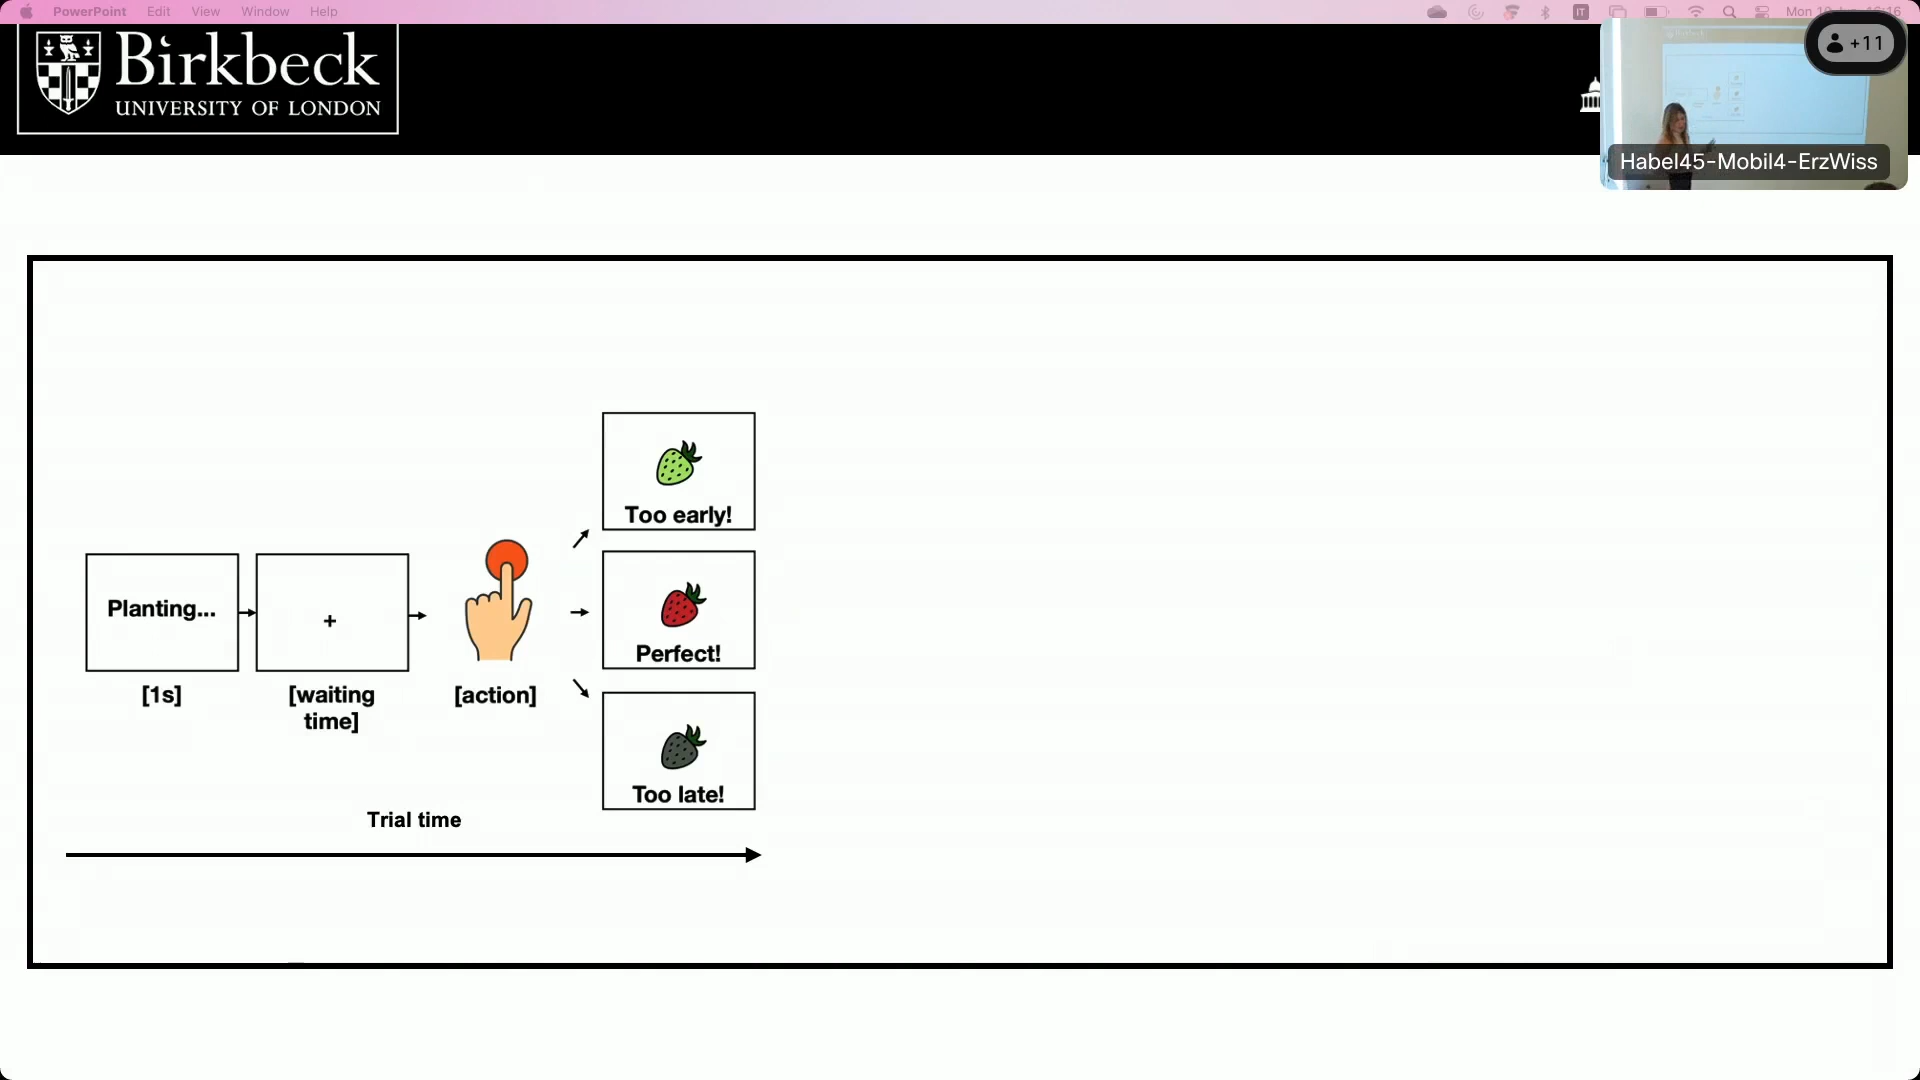 PowerPoint Edit View Window Help
IT
+11
Birkbeck
UNIVERSITY OF LONDON
Habel45-Mobil4-ErzWiss
Too early!
Planting...
+
Perfect!
[1s]
[waiting
time]
[action]
Too late!
Trial time